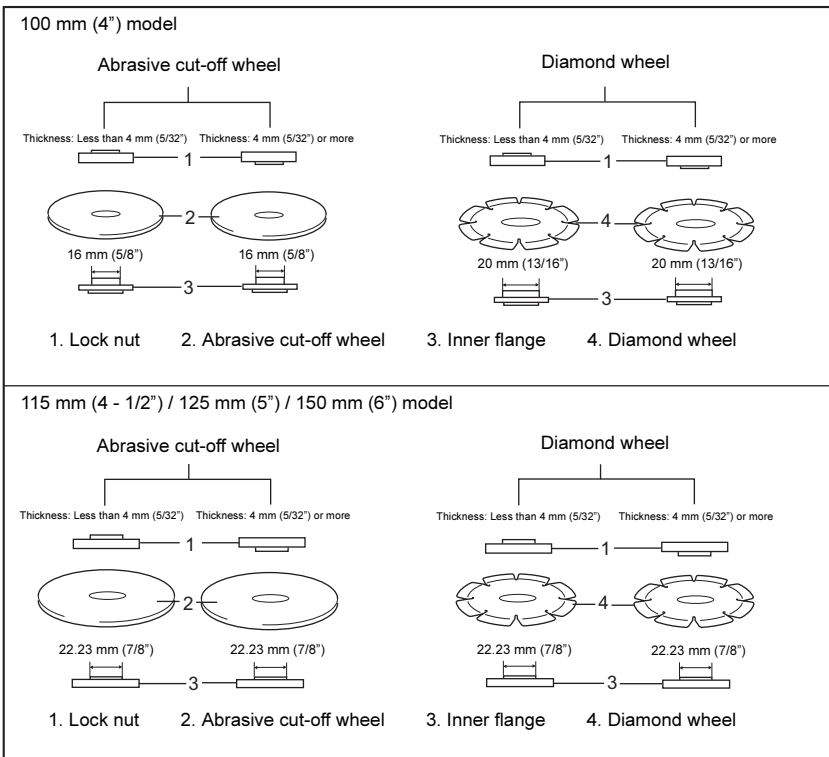 100 mm (4”) model
Abrasive cut-off wheel
Diamond wheel
Thickness: Less than 4 mm (5/32”)
Thickness: 4 mm (5/32”) or more
Thickness: Less than 4 mm (5/32”)
Thickness: 4 mm (5/32”) or more
1
1
2
4
16 mm (5/8”)
16 mm (5/8”)
20 mm (13/16”)
20 mm (13/16”)
3
3
1. Lock nut
2. Abrasive cut-off wheel
3. Inner flange
4. Diamond wheel
115 mm (4 - 1/2”) / 125 mm (5”) / 150 mm (6”) model
Abrasive cut-off wheel
Diamond wheel
Thickness: Less than 4 mm (5/32”)
Thickness: 4 mm (5/32”) or more
Thickness: Less than 4 mm (5/32”)
Thickness: 4 mm (5/32”) or more
1
1
2
4
22.23 mm (7/8”)
22.23 mm (7/8”)
22.23 mm (7/8”)
22.23 mm (7/8”)
3
3
1. Lock nut
2. Abrasive cut-off wheel
3. Inner flange
4. Diamond wheel